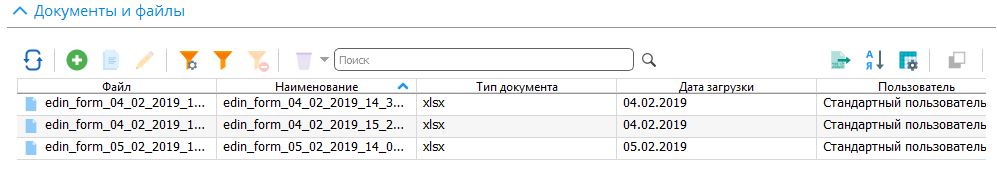 Документы и файлы
Поиск
А
Я
Файл Наименование Тип документа Дата загрузки Пользователь
edin_form_04_02_2019_1... edin_form_04_02_2019_14_3... xlsx 04.02.2019 Стандартный пользователь
edin_form_04_02_2019_1... edin_form_04_02_2019_15_2... xlsx 04.02.2019 Стандартный пользователь
edin_form_05_02_2019_1... edin_form_05_02_2019_14_0... xlsx 05.02.2019 Стандартный пользователь